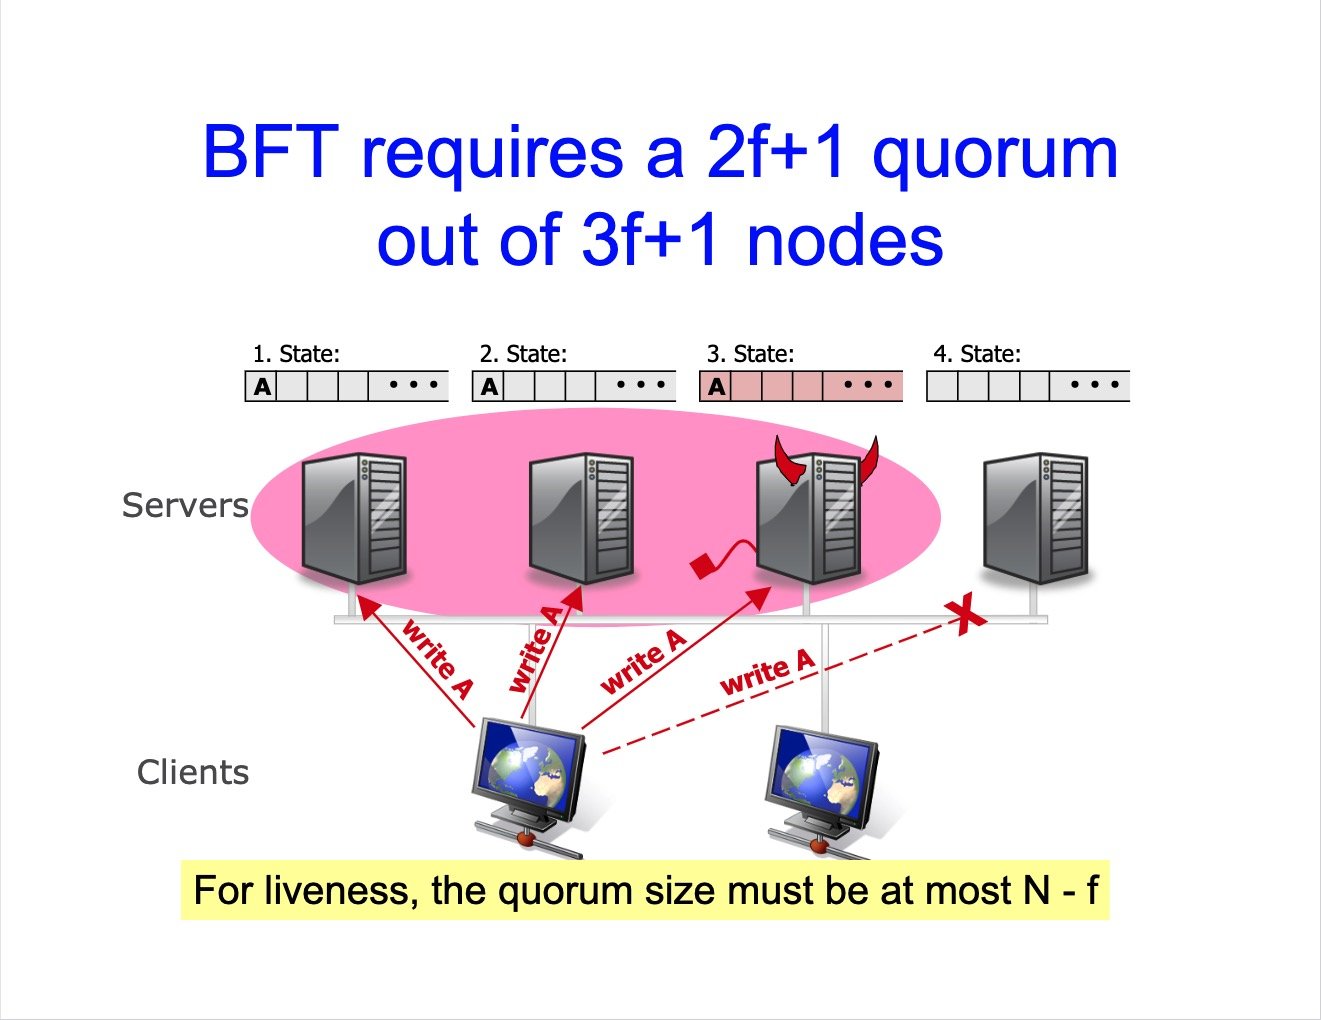 BFT requires a 2f+1 quorum
out of 3f+1 nodes
1. State: 2. State: 3. State: 4. State:
A • • • A • • • A • • • • • •
Servers
write A write A write A write A
X
Clients
For liveness, the quorum size must be at most N - f